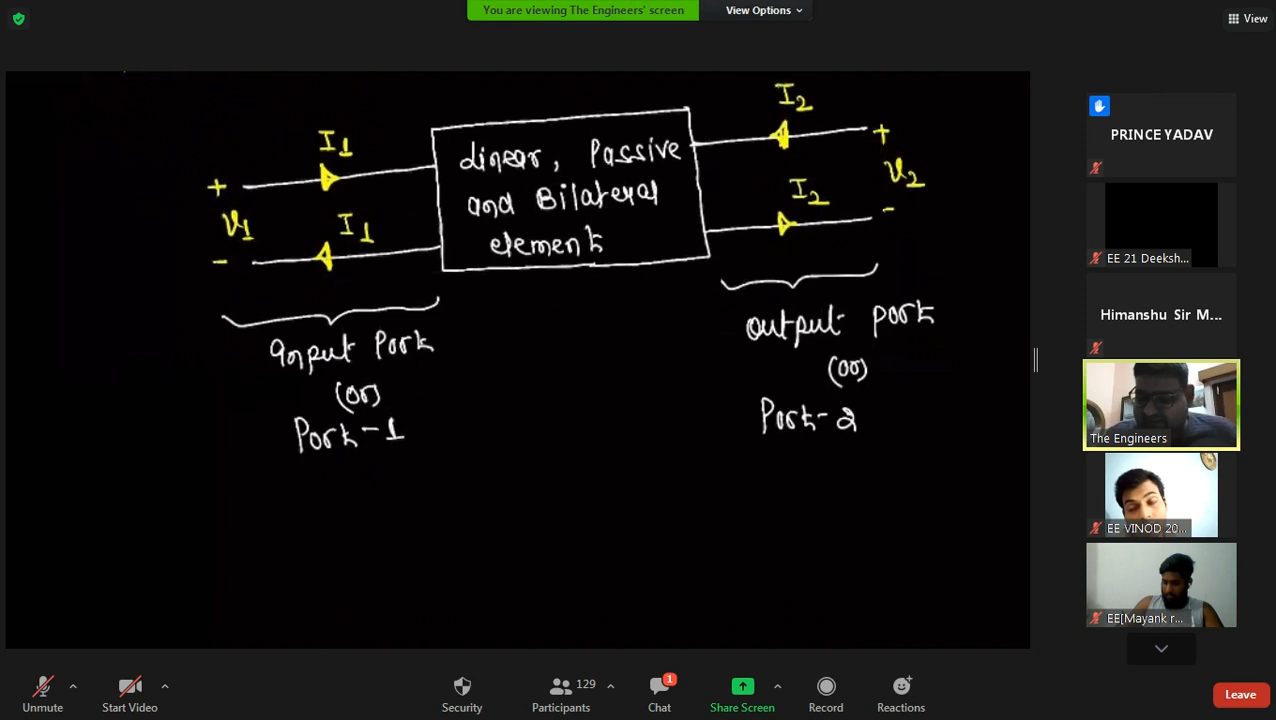 You are viewing The Engineers' screen
View Options
View
I1
+
V1
-
I1
Linear, Passive
and Bilateral
element
I2
+
V2
-
I2
Input Port
(or)
Port-1
Output port
(or)
Port-2
PRINCE YADAV
EE 21 Deeksh...
Himanshu Sir M...
The Engineers
EE VINOD 20...
EE[Mayank r...
Unmute
Start Video
Security
Participants
129
Chat
1
Share Screen
Record
Reactions
Leave